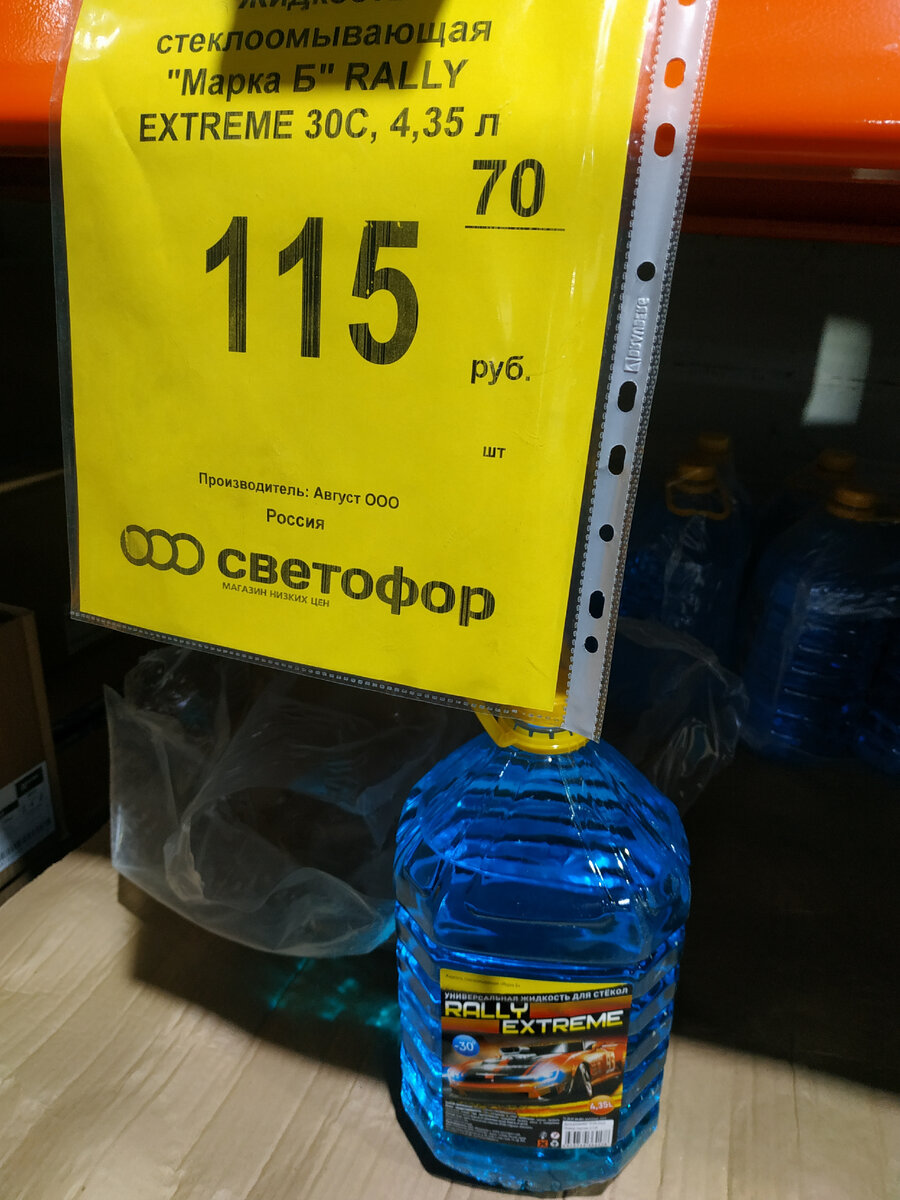 стеклоомывающая
"Марка Б" RALLY
EXTREME 30C, 4,35 л
70
115
руб.
шт
Производитель: Август ООО
Россия
светофор
МАГАЗИН НИЗКИХ ЦЕН
УНИВЕРСАЛЬНАЯ ЖИДКОСТЬ ДЛЯ СТЁКОЛ
RALLY
EXTREME
-30°
4,35L